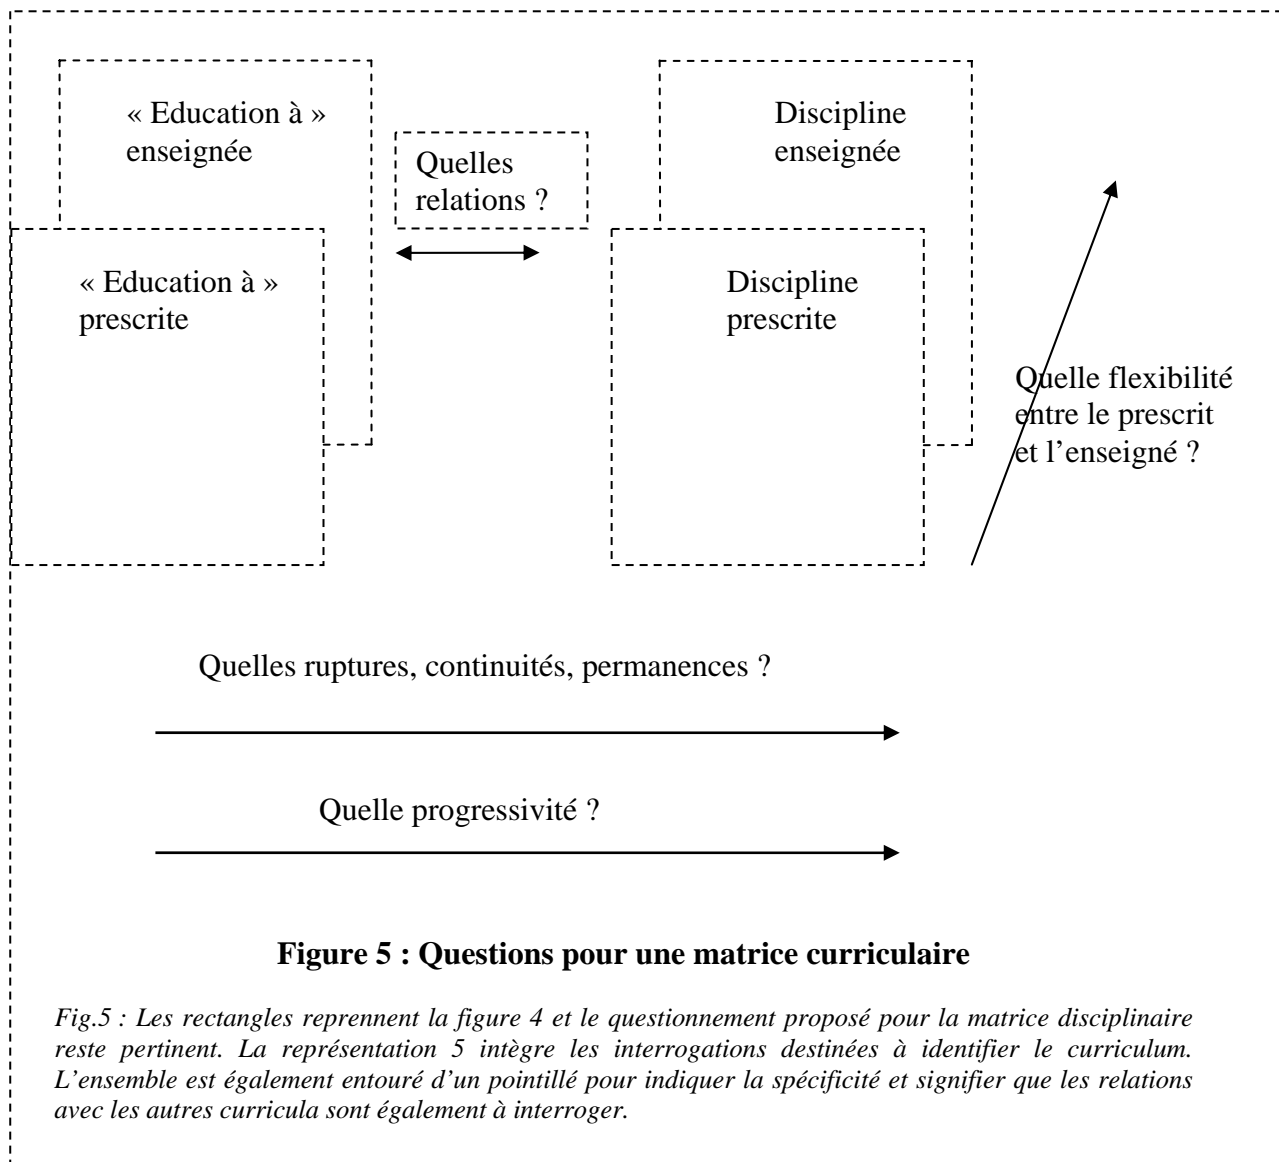 « Education à »
enseignée
Quelles
relations ?
Discipline
enseignée
« Education à »
prescrite
Discipline
prescrite
Quelle flexibilité
entre le prescrit
et l’enseigné ?
Quelles ruptures, continuités, permanences ?
Quelle progressivité ?
Figure 5 : Questions pour une matrice curriculaire
Fig.5 : Les rectangles reprennent la figure 4 et le questionnement proposé pour la matrice disciplinaire
reste pertinent. La représentation 5 intègre les interrogations destinées à identifier le curriculum.
L’ensemble est également entouré d’un pointillé pour indiquer la spécificité et signifier que les relations
avec les autres curricula sont également à interroger.